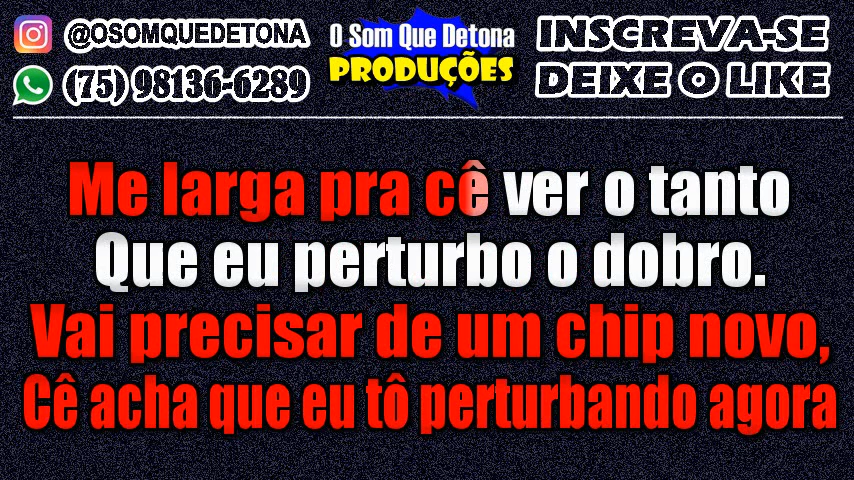 @OSOMQUEDETONA
(75) 98136-6289
O Som Que Detona
PRODUÇÕES
INSCREVA-SE
DEIXE O LIKE
Me larga pra cê ver o tanto
Que eu perturbo o dobro.
Vai precisar de um chip novo,
Cê acha que eu tô perturbando agora